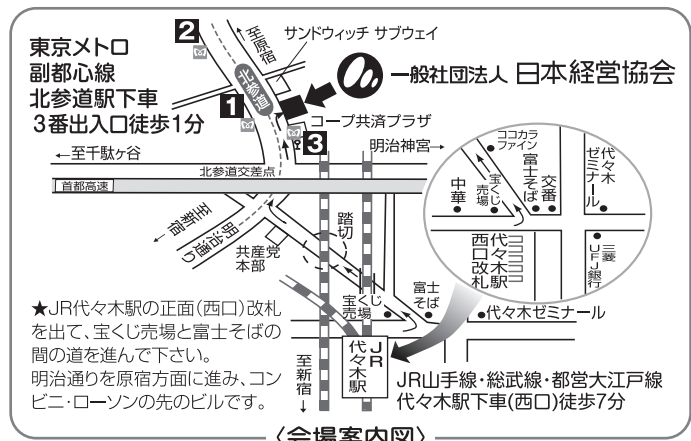 東京メトロ
副都心線
北参道駅下車
3番出入口徒歩1分
2
至原宿
サンドウィッチ サブウェイ
北参道
一般社団法人 日本経営協会
1
3
コープ共済プラザ
←至千駄ヶ谷
明治神宮→
北参道交差点
首都高速
至新宿
明治通り
共産党
本部
踏切
宝くじ
売場
富士
そば
代々木ゼミナール
ココカラ
ファイン
中華
宝くじ
売場
富士そば
交番
代々木
ゼミナール
代々木駅
西口改札
三菱
UFJ銀行
★JR代々木駅の正面(西口)改札
を出て、宝くじ売場と富士そばの
間の道を進んで下さい。
明治通りを原宿方面に進み、コン
ビニ・ローソンの先のビルです。
至新宿
JR
代々木駅
JR山手線・総武線・都営大江戸線
代々木駅下車(西口)徒歩7分
〈会場案内図〉